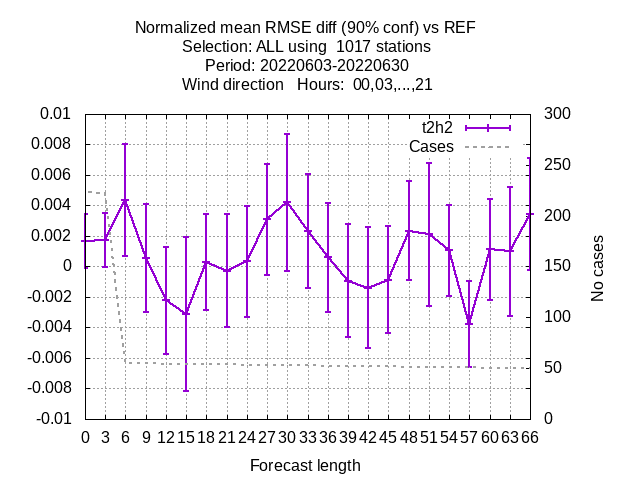 Normalized mean RMSE diff (90% conf) vs REF
Selection: ALL using  1017 stations
Period: 20220603-20220630
Wind direction   Hours:  00,03,...,21
t2h2
Cases
0.01
0.008
0.006
0.004
0.002
0
-0.002
-0.004
-0.006
-0.008
-0.01
300
250
200
150
100
50
0
No cases
0 3 6 9 12 15 18 21 24 27 30 33 36 39 42 45 48 51 54 57 60 63 66
Forecast length